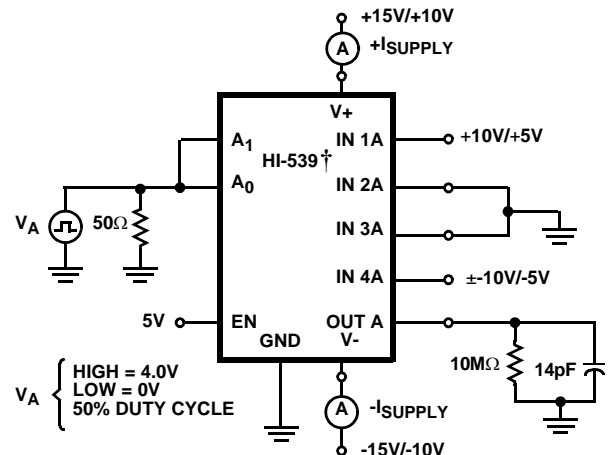 +15V/+10V
A
+ISUPPLY
V+
A1
IN 1A
+10V/+5V
HI-539†
A0
IN 2A
VA
50Ω
IN 3A
IN 4A
±-10V/-5V
5V
EN
OUT A
GND
V-
10MΩ
14pF
VA
HIGH = 4.0V
LOW = 0V
50% DUTY CYCLE
A
-ISUPPLY
-15V/-10V